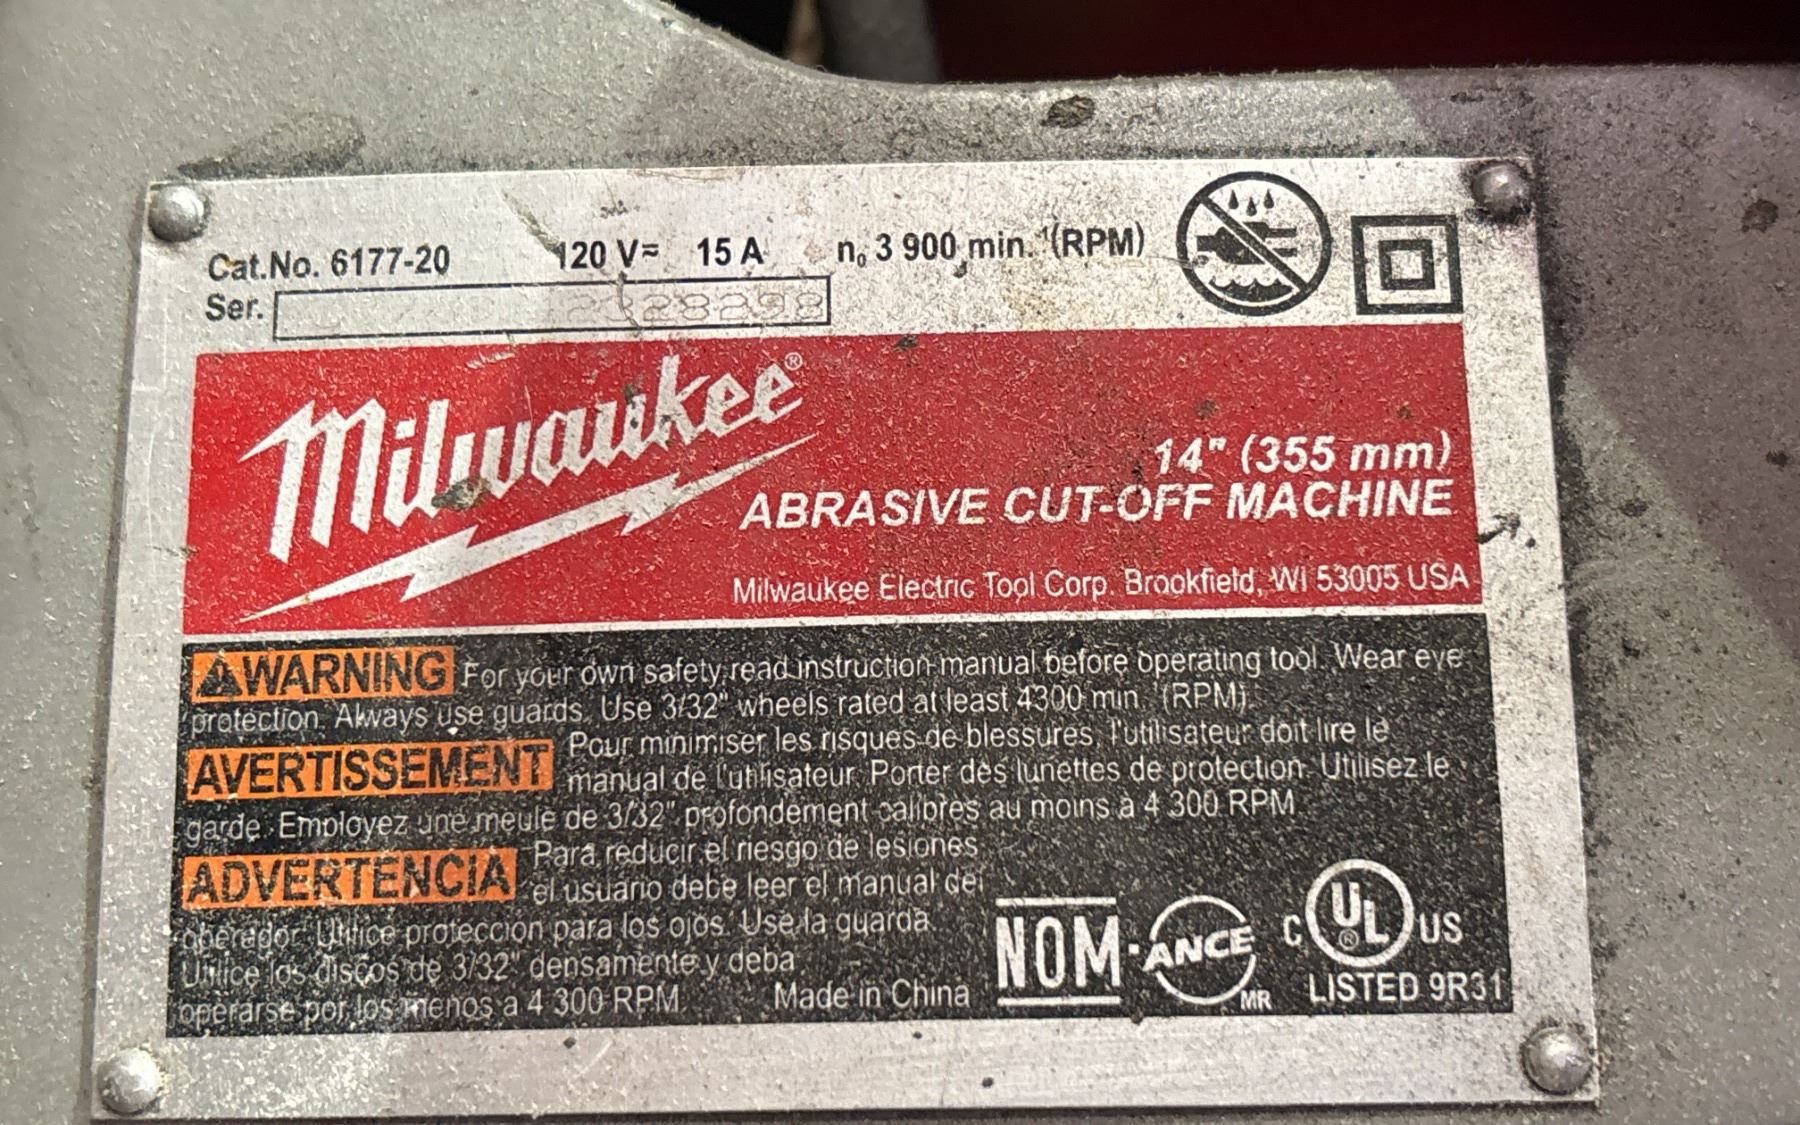 Cat.No. 6177-20 120 V≂ 15 A n₀ 3 900 min.⁻¹(RPM)
Ser.
Milwaukee®
14" (355 mm)
ABRASIVE CUT-OFF MACHINE
Milwaukee Electric Tool Corp. Brookfield, WI 53005 USA
WARNING For your own safety, read instruction manual before operating tool. Wear eye
protection. Always use guards. Use 3/32" wheels rated at least 4300 min.⁻¹(RPM).
AVERTISSEMENT Pour minimiser les risques de blessures, l'utilisateur doit lire le
manual de l'utilisateur. Porter des lunettes de protection. Utilisez le
garde. Employez une meule de 3/32" profondement calibres au moins à 4 300 RPM.
ADVERTENCIA Para reducir el riesgo de lesiones
el usuario debe leer el manual del
operador. Utilice protección para los ojos. Use la guarda.
Utilice los discos de 3/32" densamente y deba
operarse por los menos a 4 300 RPM.
Made in China
NOM-ANCE
MR
C UL® US
LISTED 9R31